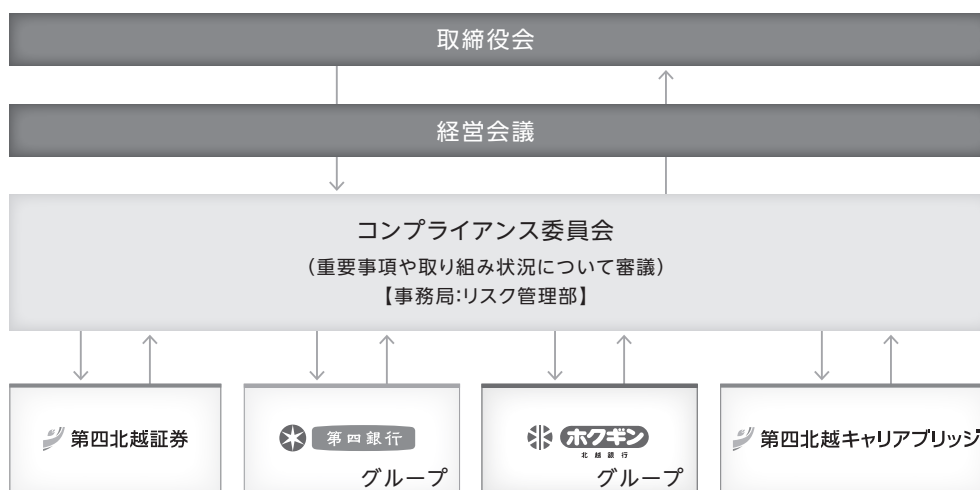 取締役会
経営会議
コンプライアンス委員会
(重要事項や取り組み状況について審議)
【事務局:リスク管理部】
第四北越証券
第四銀行
グループ
ホクギン
北越銀行
グループ
第四北越キャリアブリッジ